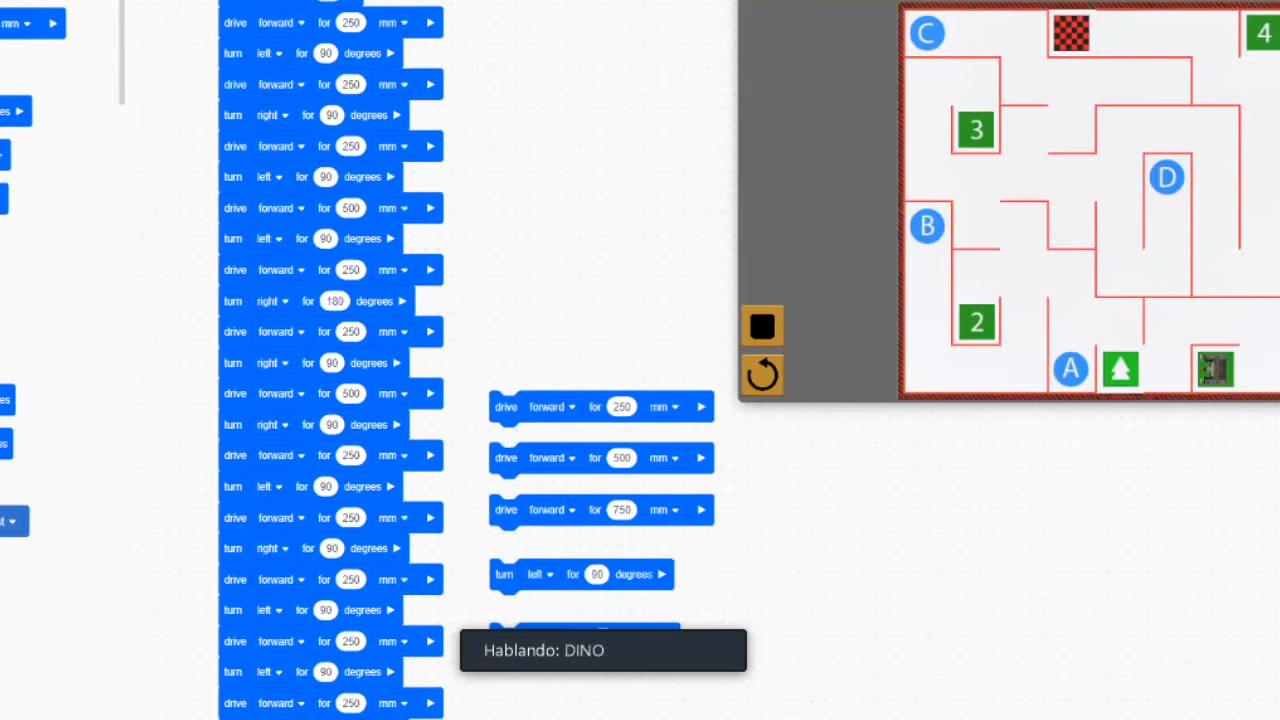 mm
drive forward for 250 mm
turn left for 90 degrees
es
drive forward for 250 mm
turn right for 90 degrees
drive forward for 250 mm
turn left for 90 degrees
drive forward for 500 mm
turn left for 90 degrees
drive forward for 250 mm
turn right for 180 degrees
drive forward for 250 mm
turn right for 90 degrees
es
drive forward for 500 mm
turn right for 90 degrees
es
drive forward for 250 mm
turn left for 90 degrees
drive forward for 250 mm
turn right for 90 degrees
drive forward for 250 mm
turn left for 90 degrees
drive forward for 250 mm
turn left for 90 degrees
drive forward for 250 mm
drive forward for 250 mm
drive forward for 500 mm
drive forward for 750 mm
turn left for 90 degrees
Hablando: DINO
C
4
3
D
B
2
A